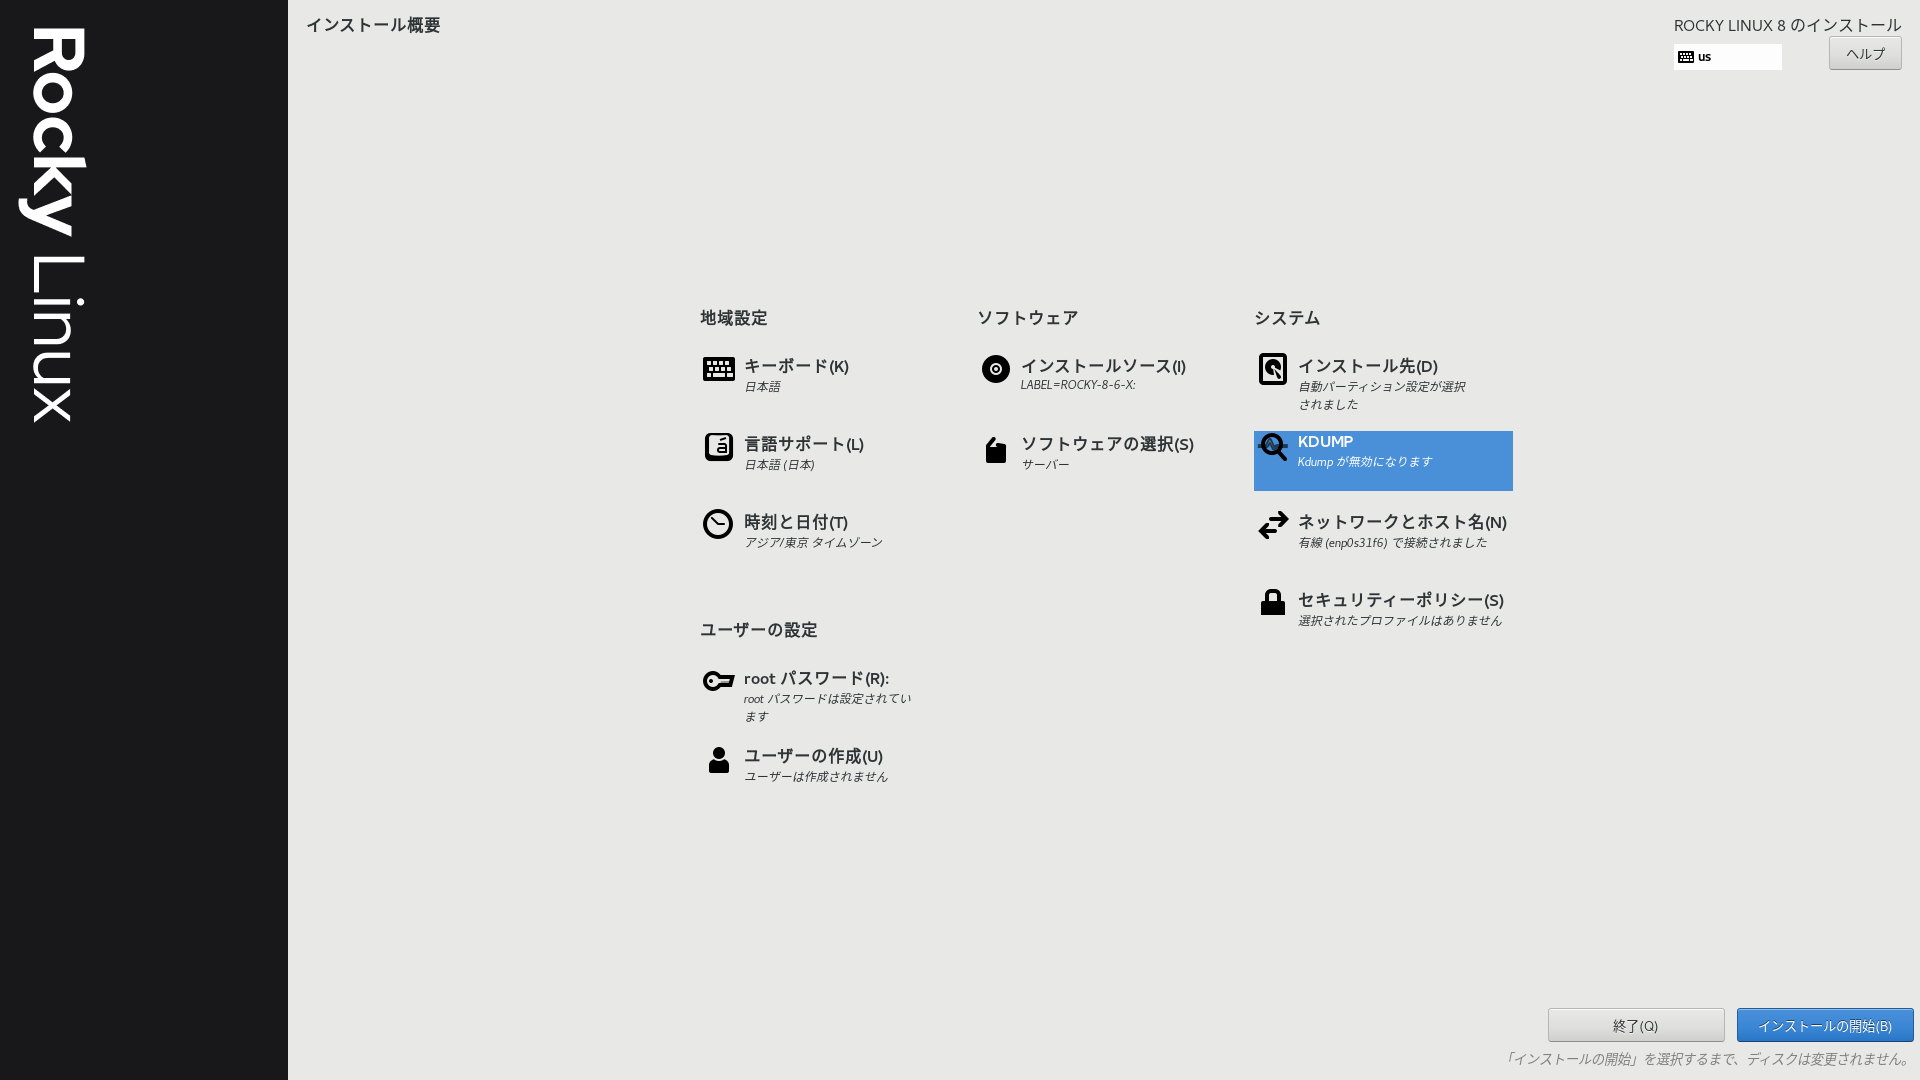 Rocky Linux
インストール概要
ROCKY LINUX 8 のインストール
us
ヘルプ
地域設定
キーボード(K)
日本語
言語サポート(L)
日本語 (日本)
時刻と日付(T)
アジア/東京 タイムゾーン
ソフトウェア
インストールソース(I)
LABEL=ROCKY-8-6-X:
ソフトウェアの選択(S)
サーバー
システム
インストール先(D)
自動パーティション設定が選択
されました
KDUMP
Kdump が無効になります
ネットワークとホスト名(N)
有線 (enp0s31f6) で接続されました
セキュリティーポリシー(S)
選択されたプロファイルはありません
ユーザーの設定
root パスワード(R):
root パスワードは設定されてい
ます
ユーザーの作成(U)
ユーザーは作成されません
終了(Q)
インストールの開始(B)
「インストールの開始」を選択するまで、ディスクは変更されません。